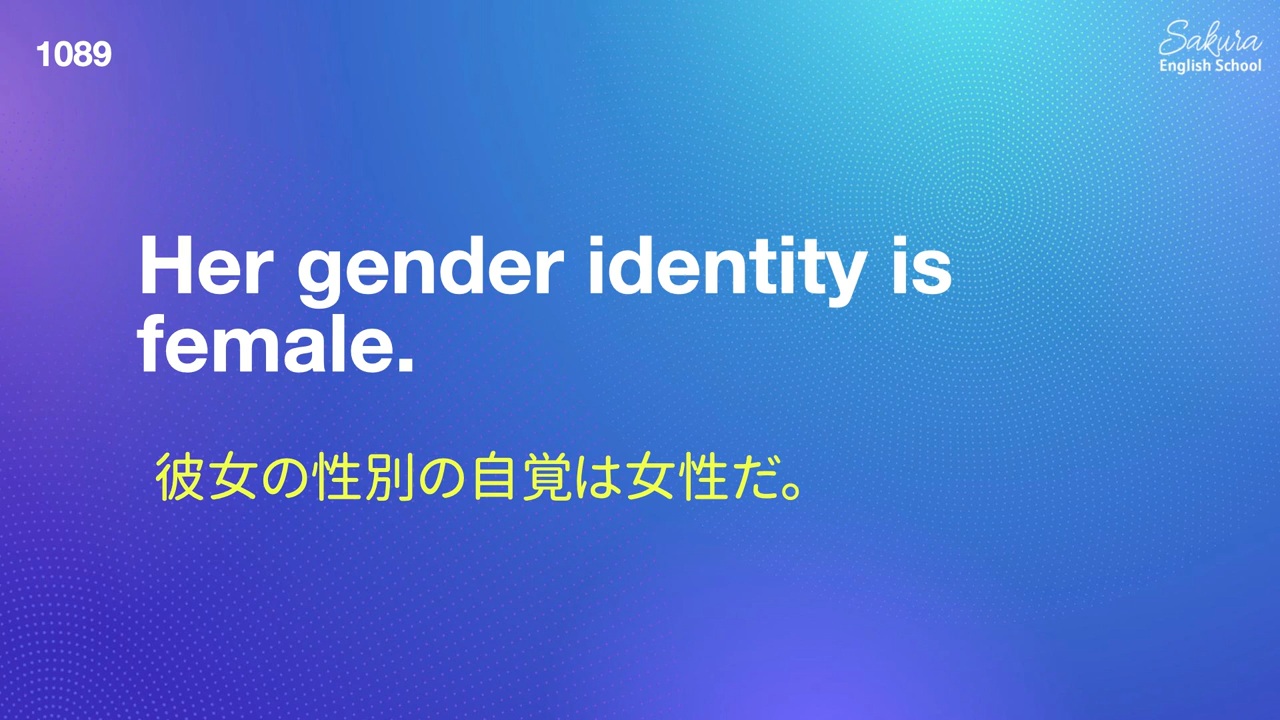 1089
Sakura
English School
Her gender identity is
female.
彼女の性別の自覚は女性だ。